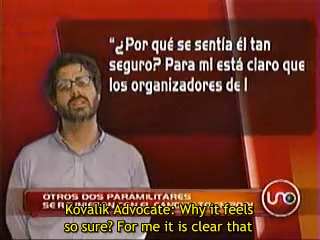 "¿Por qué se sentía él tan
seguro? Para mi está claro que
los organizadores de l
OTROS DOS PARAMILITARES
uno
Kovalik Advocate: Why it feels
so sure? For me it is clear that